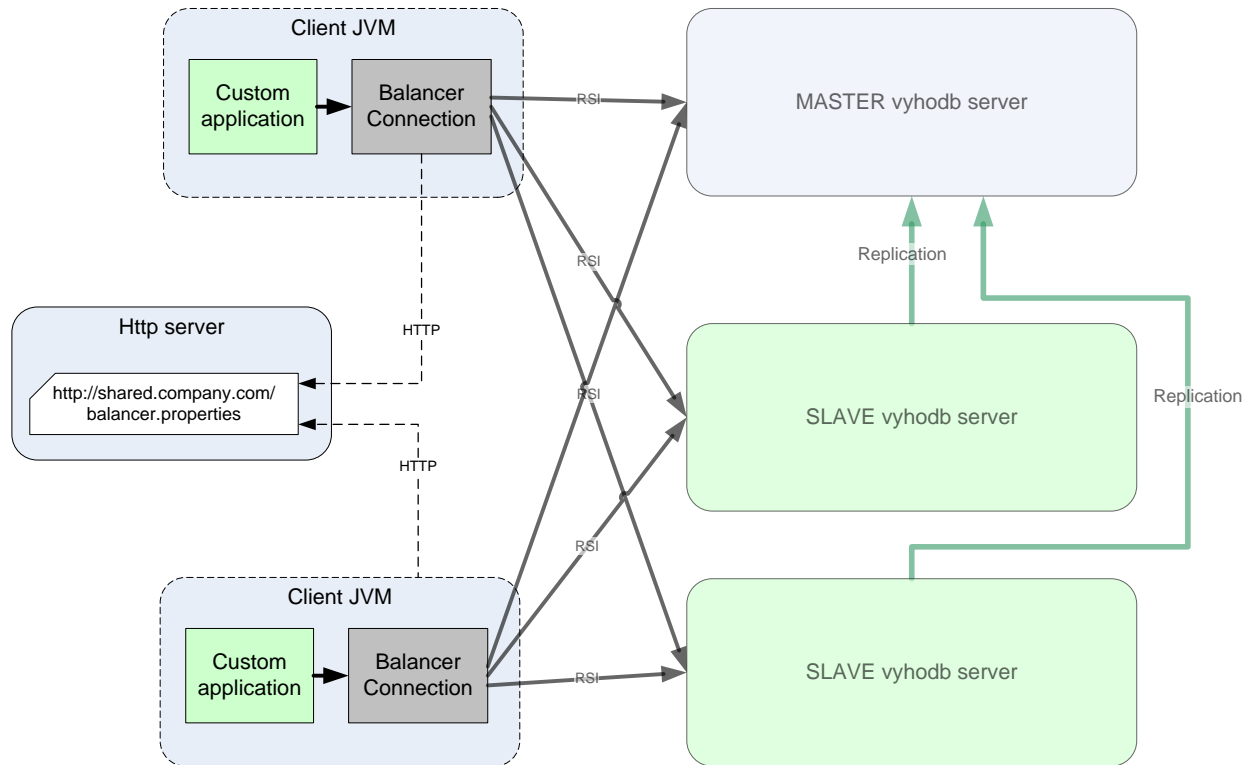 Client JVM
Custom
application
Balancer
Connection
RSI
MASTER vyhodb server
RSI
Replication
Http server
HTTP
http://shared.company.com/
balancer.properties
RSI
Replication
SLAVE vyhodb server
HTTP
RSI
Client JVM
Custom
application
Balancer
Connection
RSI
SLAVE vyhodb server